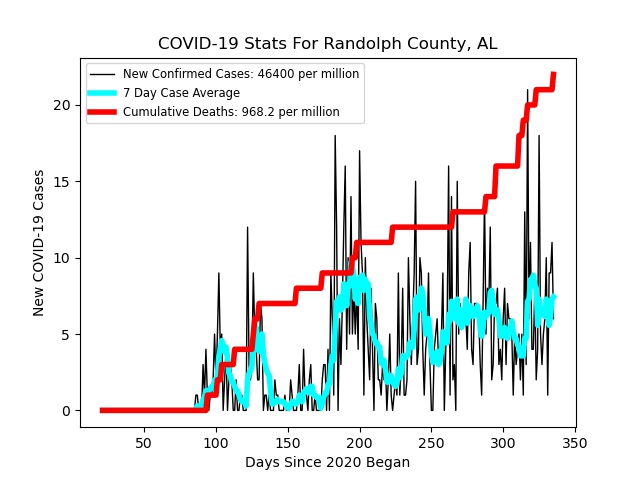 COVID-19 Stats For Randolph County, AL
New Confirmed Cases: 46400 per million
7 Day Case Average
Cumulative Deaths: 968.2 per million
New COVID-19 Cases
20
15
10
5
0
50 100 150 200 250 300 350
Days Since 2020 Began